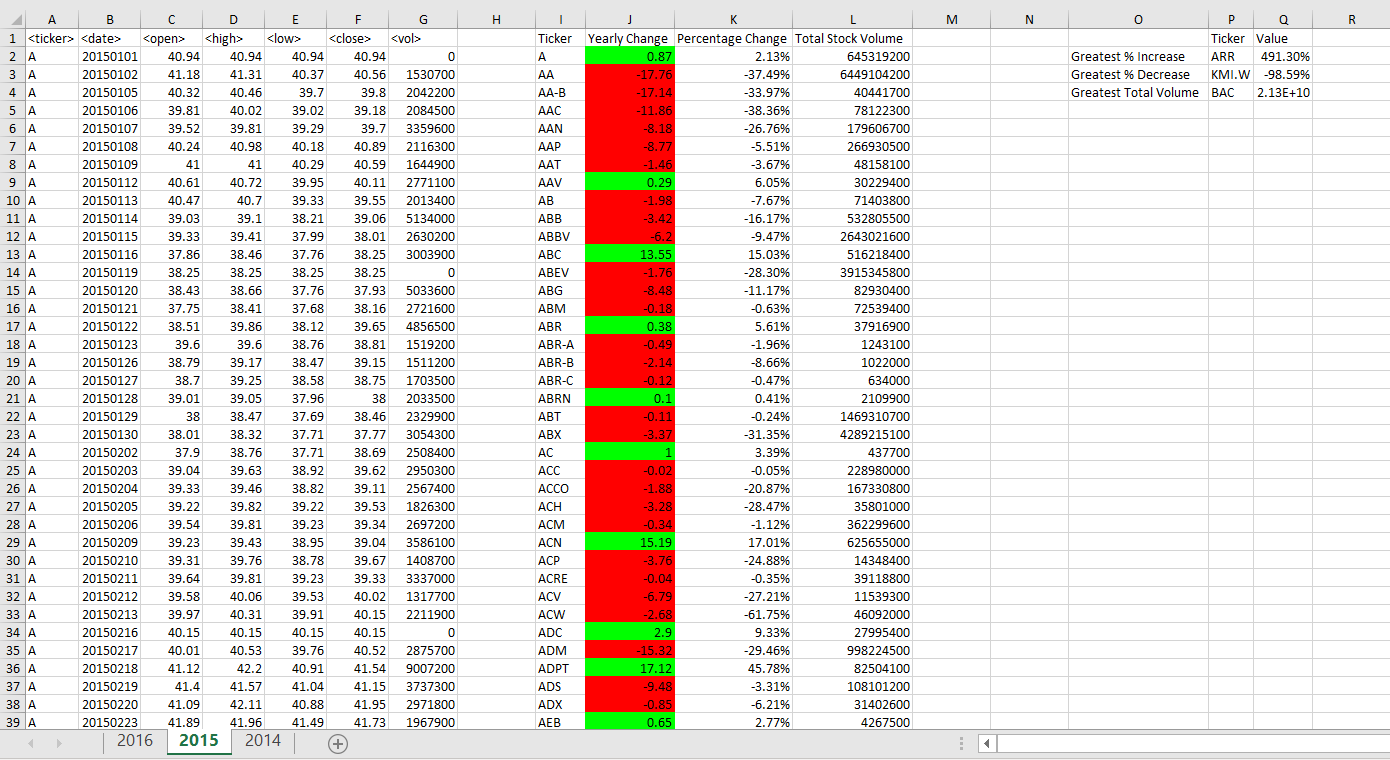 A B C D E F G H I J K L M N O P Q R
1 <ticker> <date> <open> <high> <low> <close> <vol> Ticker Yearly Change Percentage Change Total Stock Volume Ticker Value
2 A 20150101 40.94 40.94 40.94 40.94 0 A 0.87 2.13% 645319200 Greatest % Increase ARR 491.30%
3 A 20150102 41.18 41.31 40.37 40.56 1530700 AA -17.76 -37.49% 6449104200 Greatest % Decrease KMI.W -98.59%
4 A 20150105 40.32 40.46 39.7 39.8 2042200 AA-B -17.14 -33.97% 40441700 Greatest Total Volume BAC 2.13E+10
5 A 20150106 39.81 40.02 39.02 39.18 2084500 AAC -11.86 -38.36% 78122300
6 A 20150107 39.52 39.81 39.29 39.7 3359600 AAN -8.18 -26.76% 179606700
7 A 20150108 40.24 40.98 40.18 40.89 2116300 AAP -8.77 -5.51% 266930500
8 A 20150109 41 41 40.29 40.59 1644900 AAT -1.46 -3.67% 48158100
9 A 20150112 40.61 40.72 39.95 40.11 2771100 AAV 0.29 6.05% 30229400
10 A 20150113 40.47 40.7 39.33 39.55 2013400 AB -1.98 -7.67% 71403800
11 A 20150114 39.03 39.1 38.21 39.06 5134000 ABB -3.42 -16.17% 532805500
12 A 20150115 39.33 39.41 37.99 38.01 2630200 ABBV -6.2 -9.47% 2643021600
13 A 20150116 37.86 38.46 37.76 38.25 3003900 ABC 13.55 15.03% 516218400
14 A 20150119 38.25 38.25 38.25 38.25 0 ABEV -1.76 -28.30% 3915345800
15 A 20150120 38.43 38.66 37.76 37.93 5033600 ABG -8.48 -11.17% 82930400
16 A 20150121 37.75 38.41 37.68 38.16 2721600 ABM -0.18 -0.63% 72539400
17 A 20150122 38.51 39.86 38.12 39.65 4856500 ABR 0.38 5.61% 37916900
18 A 20150123 39.6 39.6 38.76 38.81 1519200 ABR-A -0.49 -1.96% 1243100
19 A 20150126 38.79 39.17 38.47 39.15 1511200 ABR-B -2.14 -8.66% 1022000
20 A 20150127 38.7 39.25 38.58 38.75 1703500 ABR-C -0.12 -0.47% 634000
21 A 20150128 39.01 39.05 37.96 38 2033500 ABRN 0.1 0.41% 2109900
22 A 20150129 38 38.47 37.69 38.46 2329900 ABT -0.11 -0.24% 1469310700
23 A 20150130 38.01 38.32 37.71 37.77 3054300 ABX -3.37 -31.35% 4289215100
24 A 20150202 37.9 38.76 37.71 38.69 2508400 AC 1 3.39% 437700
25 A 20150203 39.04 39.63 38.92 39.62 2950300 ACC -0.02 -0.05% 228980000
26 A 20150204 39.33 39.46 38.82 39.11 2567400 ACCO -1.88 -20.87% 167330800
27 A 20150205 39.22 39.82 39.22 39.53 1826300 ACH -3.28 -28.47% 35801000
28 A 20150206 39.54 39.81 39.23 39.34 2697200 ACM -0.34 -1.12% 362299600
29 A 20150209 39.23 39.43 38.95 39.04 3586100 ACN 15.19 17.01% 625655000
30 A 20150210 39.31 39.76 38.78 39.67 1408700 ACP -3.76 -24.88% 14348400
31 A 20150211 39.64 39.81 39.23 39.33 3337000 ACRE -0.04 -0.35% 39118800
32 A 20150212 39.58 40.06 39.53 40.02 1317700 ACV -6.79 -27.21% 11539300
33 A 20150213 39.97 40.31 39.91 40.15 2211900 ACW -2.68 -61.75% 46092000
34 A 20150216 40.15 40.15 40.15 40.15 0 ADC 2.9 9.33% 27995400
35 A 20150217 40.01 40.53 39.76 40.52 2875700 ADM -15.32 -29.46% 998224500
36 A 20150218 41.12 42.2 40.91 41.54 9007200 ADPT 17.12 45.78% 82504100
37 A 20150219 41.4 41.57 41.04 41.15 3737300 ADS -9.48 -3.31% 108101200
38 A 20150220 41.09 42.11 40.88 41.95 2971800 ADX -0.85 -6.21% 31402600
39 A 20150223 41.89 41.96 41.49 41.73 1967900 AEB 0.65 2.77% 4267500
2016 2015 2014